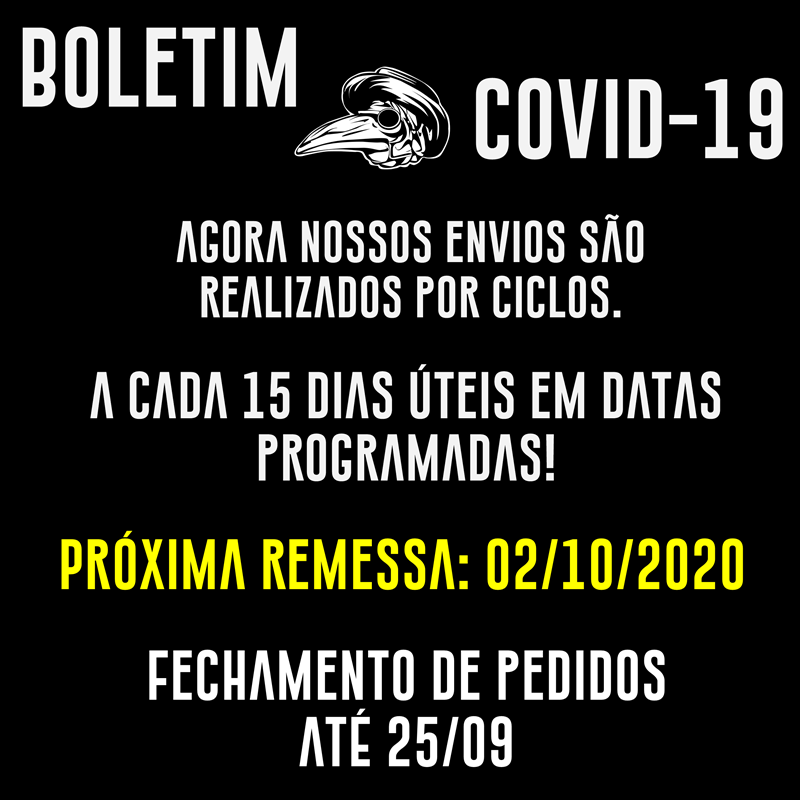 BOLETIM
COVID-19
AGORA NOSSOS ENVIOS SÃO
REALIZADOS POR CICLOS.
A CADA 15 DIAS ÚTEIS EM DATAS
PROGRAMADAS!
PRÓXIMA REMESSA: 02/10/2020
FECHAMENTO DE PEDIDOS
ATÉ 25/09